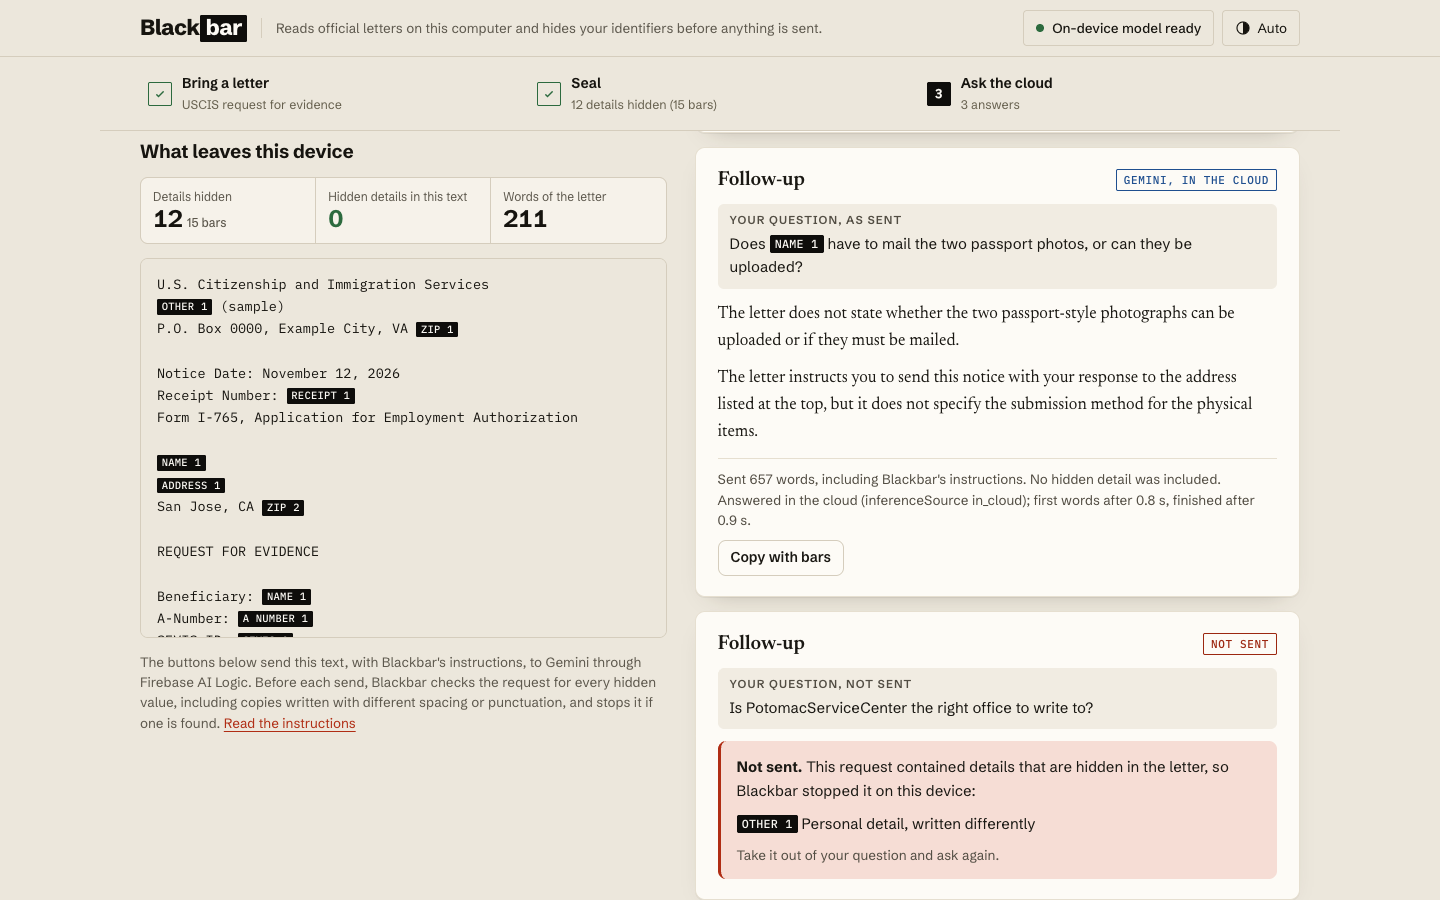 Blackbar
Reads official letters on this computer and hides your identifiers before anything is sent.
On-device model ready
Auto
Bring a letter
USCIS request for evidence
Seal
12 details hidden (15 bars)
3
Ask the cloud
3 answers
What leaves this device
Details hidden
12 15 bars
Hidden details in this text
0
Words of the letter
211
U.S. Citizenship and Immigration Services
OTHER 1 (sample)
P.O. Box 0000, Example City, VA ZIP 1
Notice Date: November 12, 2026
Receipt Number: RECEIPT 1
Form I-765, Application for Employment Authorization
NAME 1
ADDRESS 1
San Jose, CA ZIP 2
REQUEST FOR EVIDENCE
Beneficiary: NAME 1
A-Number: A NUMBER 1
The buttons below send this text, with Blackbar's instructions, to Gemini through
Firebase AI Logic. Before each send, Blackbar checks the request for every hidden
value, including copies written with different spacing or punctuation, and stops it if
one is found. Read the instructions
Follow-up
GEMINI, IN THE CLOUD
YOUR QUESTION, AS SENT
Does NAME 1 have to mail the two passport photos, or can they be
uploaded?
The letter does not state whether the two passport-style photographs can be
uploaded or if they must be mailed.
The letter instructs you to send this notice with your response to the address
listed at the top, but it does not specify the submission method for the physical
items.
Sent 657 words, including Blackbar's instructions. No hidden detail was included.
Answered in the cloud (inferenceSource in_cloud); first words after 0.8 s, finished after
0.9 s.
Copy with bars
Follow-up
NOT SENT
YOUR QUESTION, NOT SENT
Is PotomacServiceCenter the right office to write to?
Not sent. This request contained details that are hidden in the letter, so
Blackbar stopped it on this device:
OTHER 1 Personal detail, written differently
Take it out of your question and ask again.